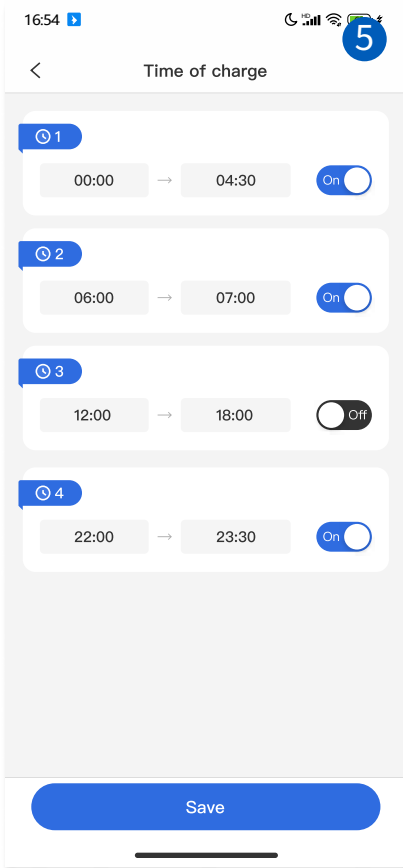 16:54
HD
5
Time of charge
1
00:00 → 04:30 On
2
06:00 → 07:00 On
3
12:00 → 18:00 Off
4
22:00 → 23:30 On
Save